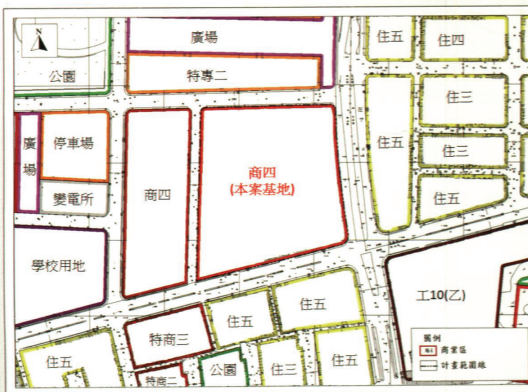 N
廣場
住五
住四
公園
特專二
住三
廣場
停車場
住五
商四
(本案基地)
住三
商四
變電所
住五
學校用地
工10(乙)
住五
住五
特商三
住五
圖例
商業區
計畫範圍線
住五
公園
住三
住五
特商二